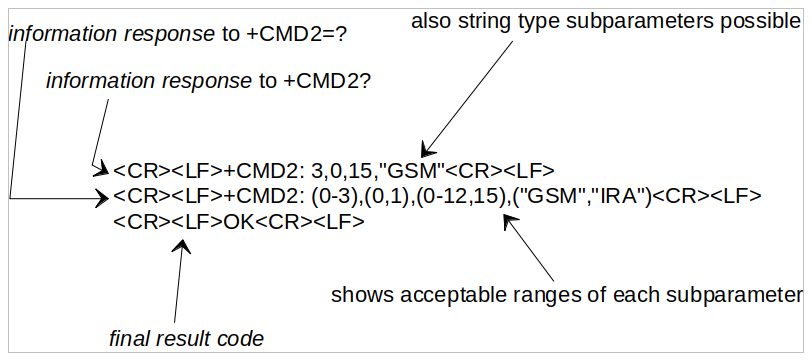 also string type subparameters possible
information response to +CMD2=?
information response to +CMD2?
<CR><LF>+CMD2: 3,0,15,"GSM"<CR><LF>
<CR><LF>+CMD2: (0-3),(0,1),(0-12,15),("GSM","IRA")<CR><LF>
<CR><LF>OK<CR><LF>
shows acceptable ranges of each subparameter
final result code